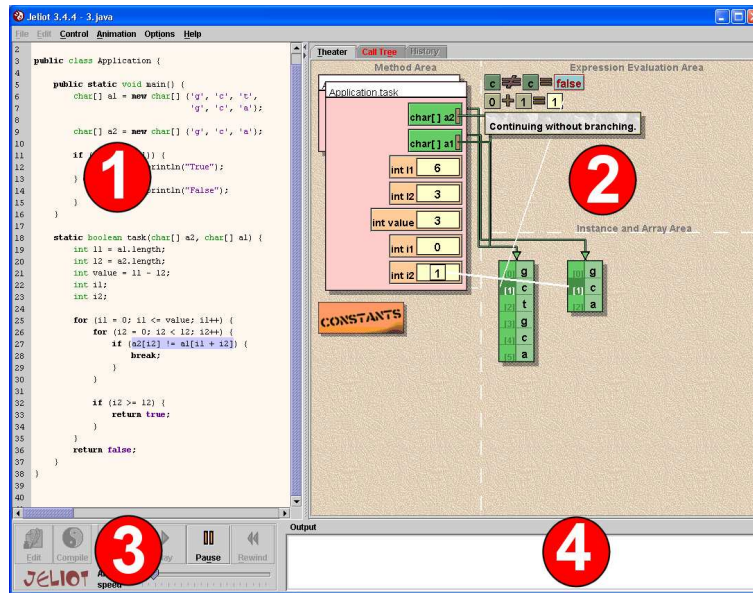 Jeliot 3.4.4 - 3.java
File Edit Control Animation Options Help
2
3 public class Application {
4
5 public static void main() {
6 char[] a1 = new char[] {'g', 'c', 't',
7 'g', 'c', 'a'};
8
9 char[] a2 = new char[] {'g', 'c', 'a'};
10
11 if
12 println("True");
13 }
14 println("False");
15 }
16 }
17
18 static boolean task(char[] a2, char[] a1) {
19 int l1 = a1.length;
20 int l2 = a2.length;
21 int value = l1 - l2;
22 int i1;
23 int i2;
24
25 for (i1 = 0; i1 <= value; i1++) {
26 for (i2 = 0; i2 < l2; i2++) {
27 if (a2[i2] != a1[i1 + i2]) {
28 break;
29 }
30 }
31
32 if (i2 >= l2) {
33 return true;
34 }
35 }
36 return false;
37 }
38 }
39
40
1
Theater Call Tree History
Method Area
Application.task
char[] a2
char[] a1
int l1 6
int l2 3
int value 3
int i1 0
int i2 1
CONSTANTS
Expression Evaluation Area
c ≠ c = false
0 + 1 = 1
Continuing without branching.
2
Instance and Array Area
[0] g
[1] c
[2] t
[3] g
[4] c
[5] a
[0] g
[1] c
[2] a
Edit Compile Pause Rewind
3
JELIOT
speed
Output
4